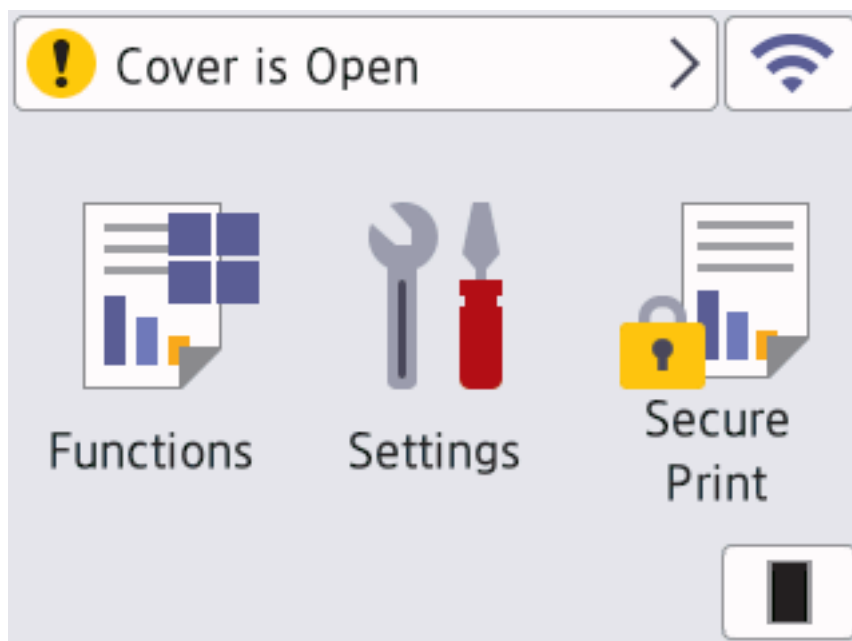 Cover is Open
Functions
Settings
Secure
Print